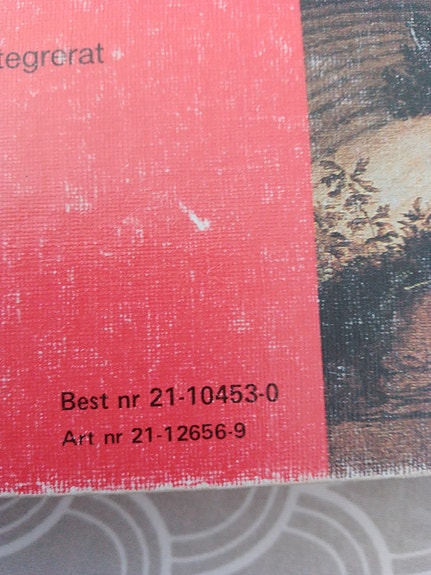 tegrerat
Best nr 21-10453-0
Art nr 21-12656-9